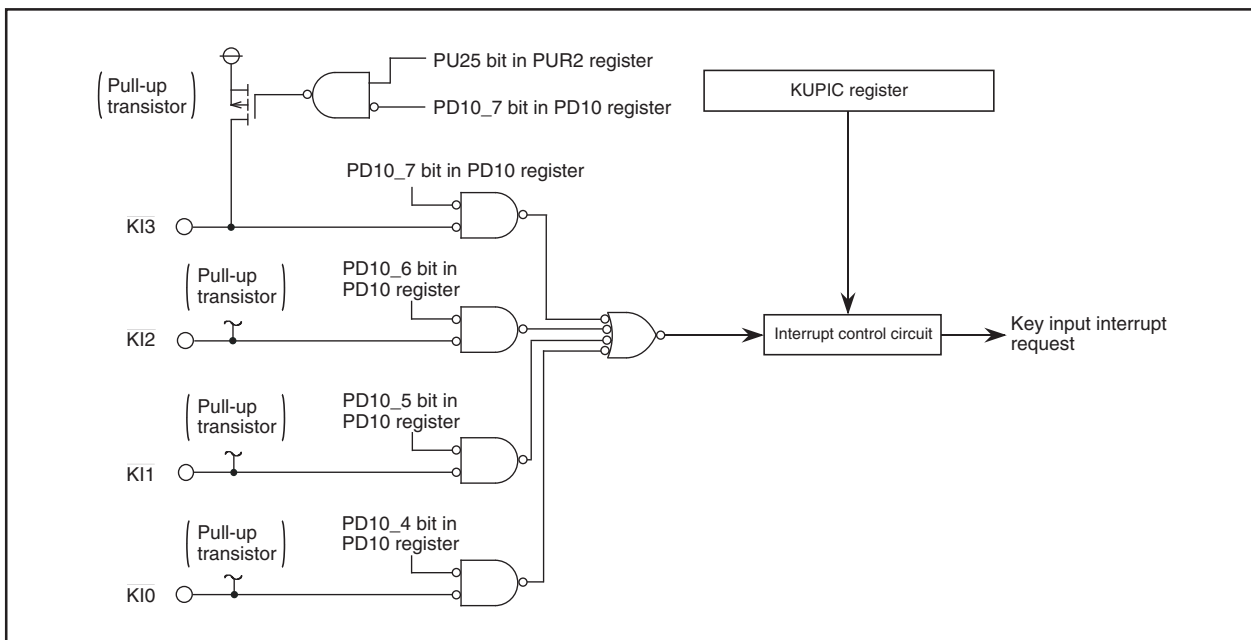 PU25 bit in PUR2 register
(Pull-up
transistor)
PD10_7 bit in PD10 register
KUPIC register
PD10_7 bit in PD10 register
KI3
(Pull-up
transistor)
PD10_6 bit in
PD10 register
KI2
Interrupt control circuit
Key input interrupt
request
(Pull-up
transistor)
PD10_5 bit in
PD10 register
KI1
(Pull-up
transistor)
PD10_4 bit in
PD10 register
KI0